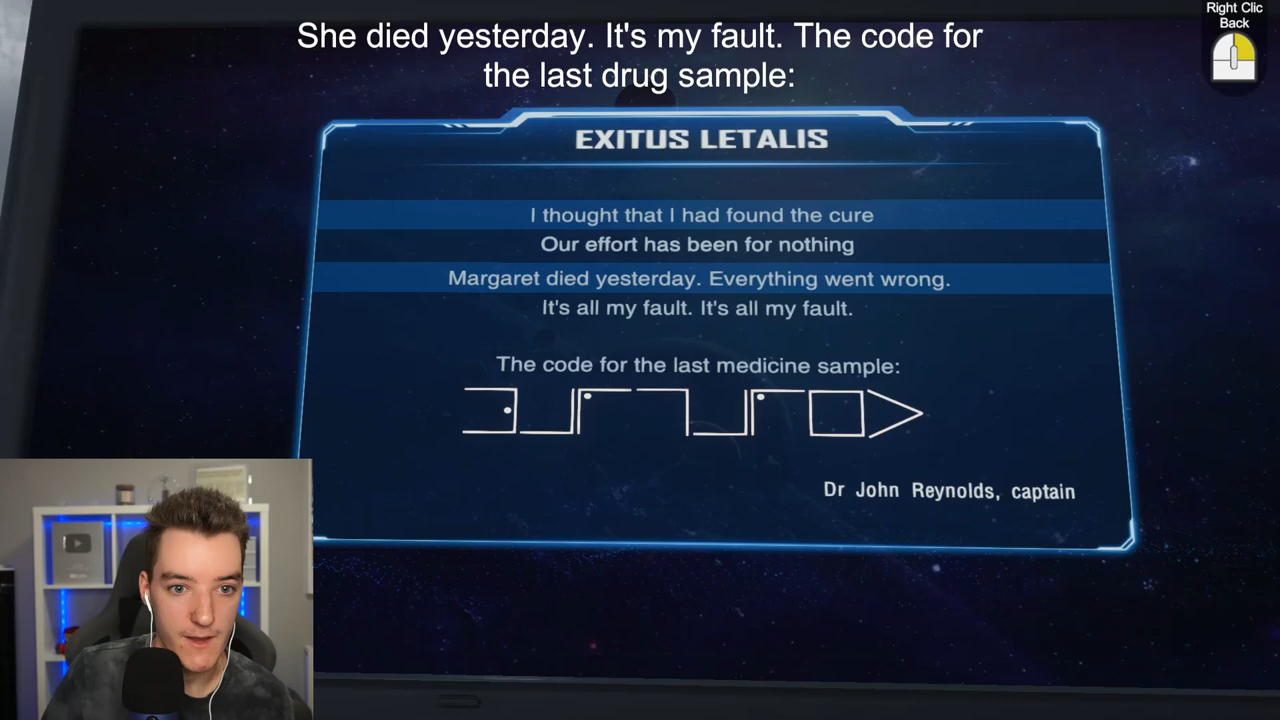 She died yesterday. It's my fault. The code for
the last drug sample:
Right Clic
Back
EXITUS LETALIS
I thought that I had found the cure
Our effort has been for nothing
Margaret died yesterday. Everything went wrong.
It's all my fault. It's all my fault.
The code for the last medicine sample:
Dr John Reynolds, captain